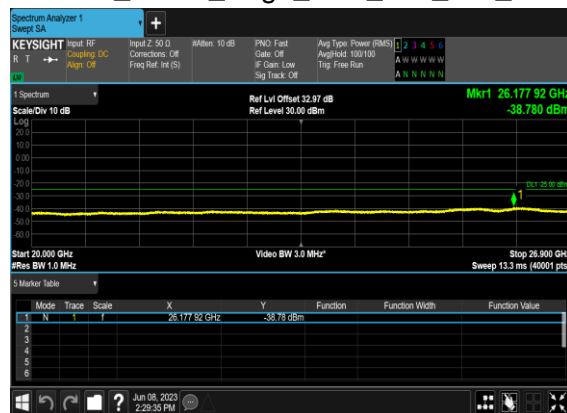 Spectrum Analyzer 1
Swept SA
+
KEYSIGHT Input: RF Input Z: 50 Ω #Atten: 10 dB PNO: Fast Avg Type: Power (RMS) 1 2 3 4 5 6
R T Coupling: DC Corrections: Off Gate: Off Avg|Hold: 100/100 A W W W W W
Align: Off Freq Ref: Int (S) IF Gain: Low Trig: Free Run
Sig Track: Off A N N N N N
1 Spectrum Ref Lvl Offset 32.97 dB Mkr1 26.177 92 GHz
Scale/Div 10 dB Ref Level 30.00 dBm -38.780 dBm
Log
20.0
10.0
0.00
-10.0
-20.0
DL1 -25.00 dBm
-30.0
1
-40.0
-50.0
-60.0
Start 20.000 GHz Video BW 3.0 MHz* Stop 26.900 GHz
#Res BW 1.0 MHz Sweep 13.3 ms (40001 pts
5 Marker Table
Mode Trace Scale X Y Function Function Width Function Value
1 N 1 f 26.177 92 GHz -38.78 dBm
2
3
4
5
6
? Jun 08, 2023
2:29:35 PM